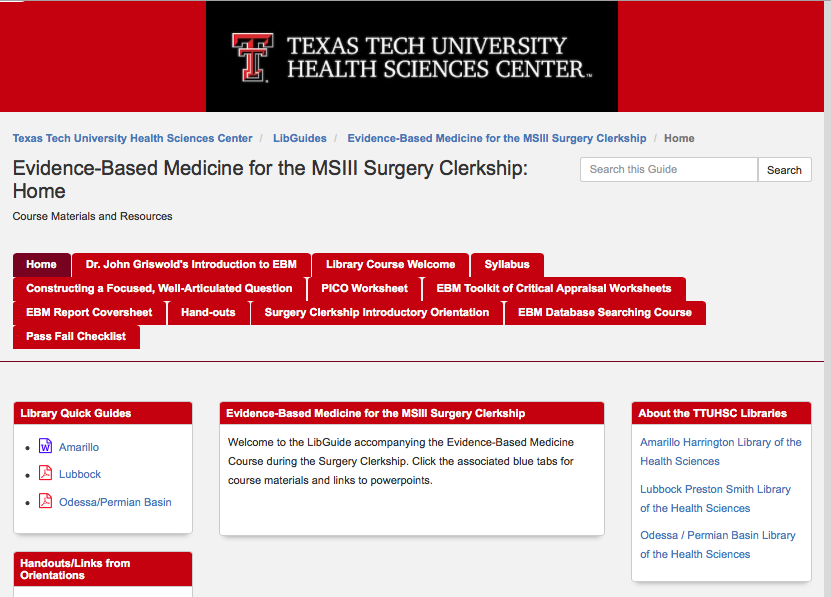 TEXAS TECH UNIVERSITY
HEALTH SCIENCES CENTER™
Texas Tech University Health Sciences Center / LibGuides / Evidence-Based Medicine for the MSIII Surgery Clerkship / Home
Evidence-Based Medicine for the MSIII Surgery Clerkship:
Home
Search this Guide
Search
Course Materials and Resources
Home
Dr. John Griswold's Introduction to EBM
Library Course Welcome
Syllabus
Constructing a Focused, Well-Articulated Question
PICO Worksheet
EBM Toolkit of Critical Appraisal Worksheets
EBM Report Coversheet
Hand-outs
Surgery Clerkship Introductory Orientation
EBM Database Searching Course
Pass Fail Checklist
Library Quick Guides
Amarillo
Lubbock
Odessa/Permian Basin
Handouts/Links from
Orientations
Evidence-Based Medicine for the MSIII Surgery Clerkship
Welcome to the LibGuide accompanying the Evidence-Based Medicine
Course during the Surgery Clerkship. Click the associated blue tabs for
course materials and links to powerpoints.
About the TTUHSC Libraries
Amarillo Harrington Library of the
Health Sciences
Lubbock Preston Smith Library
of the Health Sciences
Odessa / Permian Basin Library
of the Health Sciences